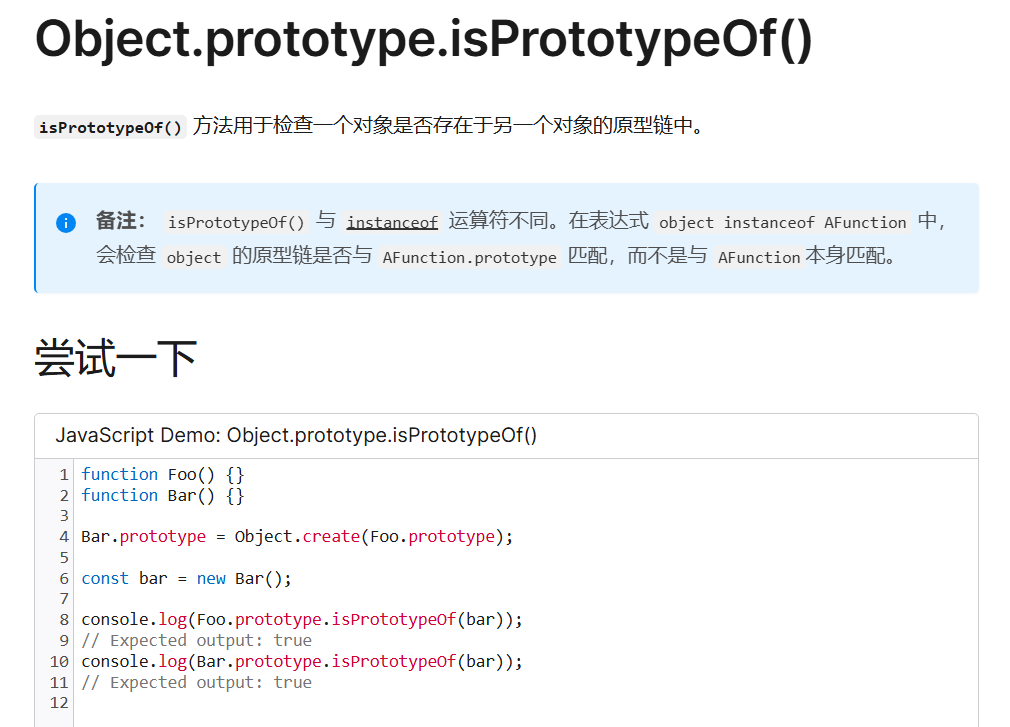 Object.prototype.isPrototypeOf()
isPrototypeOf() 方法用于检查一个对象是否存在于另一个对象的原型链中。
备注： isPrototypeOf() 与 instanceof 运算符不同。在表达式 object instanceof AFunction 中，
会检查 object 的原型链是否与 AFunction.prototype 匹配，而不是与 AFunction本身匹配。
尝试一下
JavaScript Demo: Object.prototype.isPrototypeOf()
1 function Foo() {}
2 function Bar() {}
3
4 Bar.prototype = Object.create(Foo.prototype);
5
6 const bar = new Bar();
7
8 console.log(Foo.prototype.isPrototypeOf(bar));
9 // Expected output: true
10 console.log(Bar.prototype.isPrototypeOf(bar));
11 // Expected output: true
12